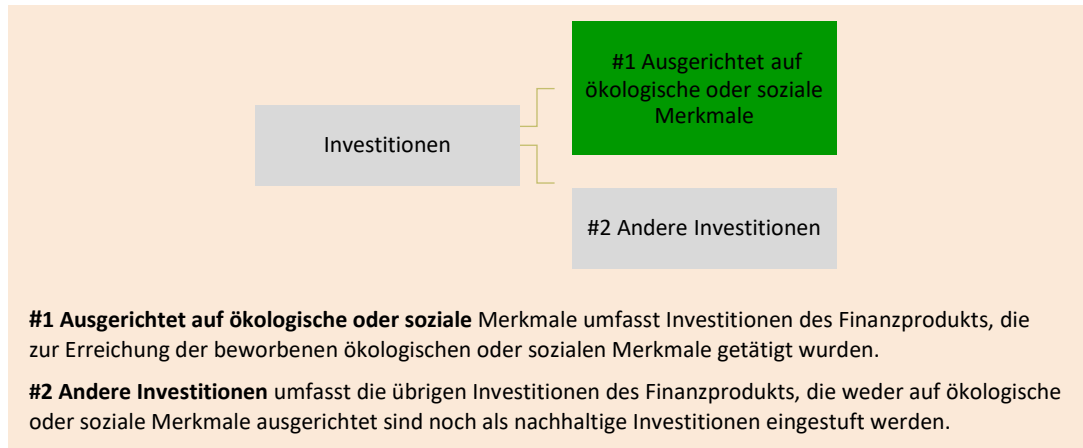 #1 Ausgerichtet auf
ökologische oder soziale
Merkmale
Investitionen
#2 Andere Investitionen
#1 Ausgerichtet auf ökologische oder soziale Merkmale umfasst Investitionen des Finanzprodukts, die
zur Erreichung der beworbenen ökologischen oder sozialen Merkmale getätigt wurden.
#2 Andere Investitionen umfasst die übrigen Investitionen des Finanzprodukts, die weder auf ökologische
oder soziale Merkmale ausgerichtet sind noch als nachhaltige Investitionen eingestuft werden.